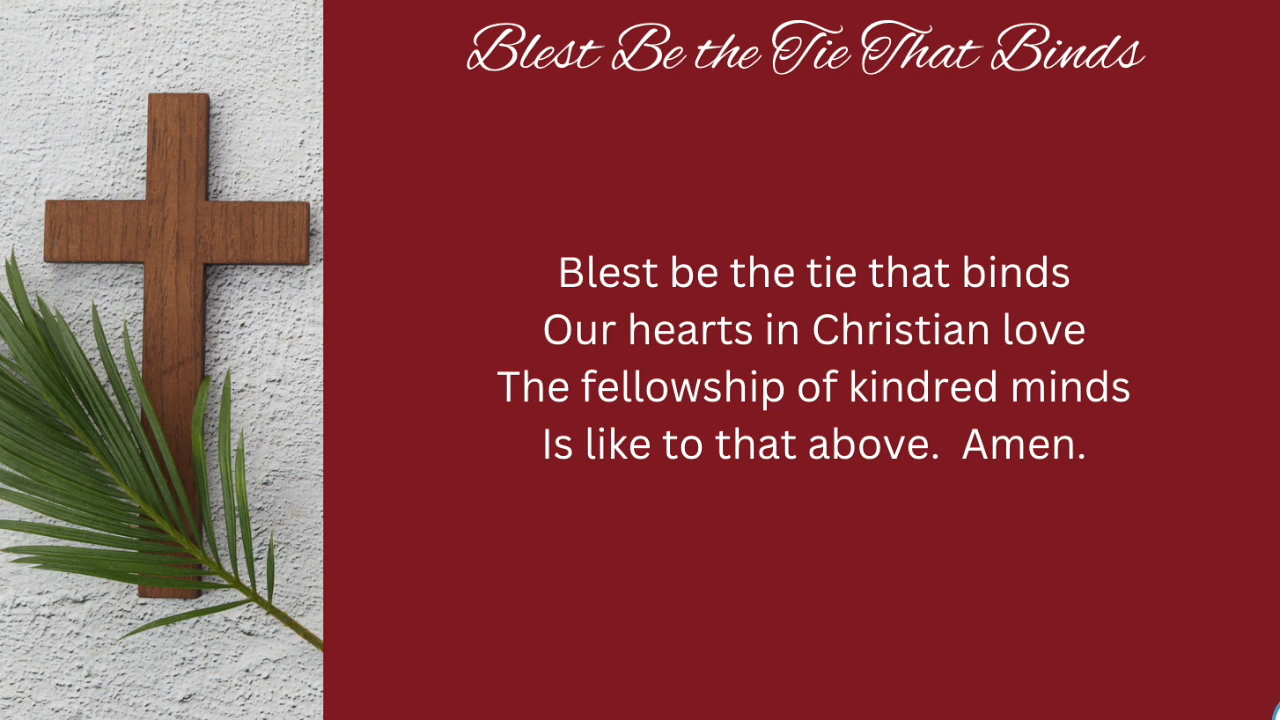 Blest Be the Tie That Binds
Blest be the tie that binds
Our hearts in Christian love
The fellowship of kindred minds
Is like to that above.  Amen.